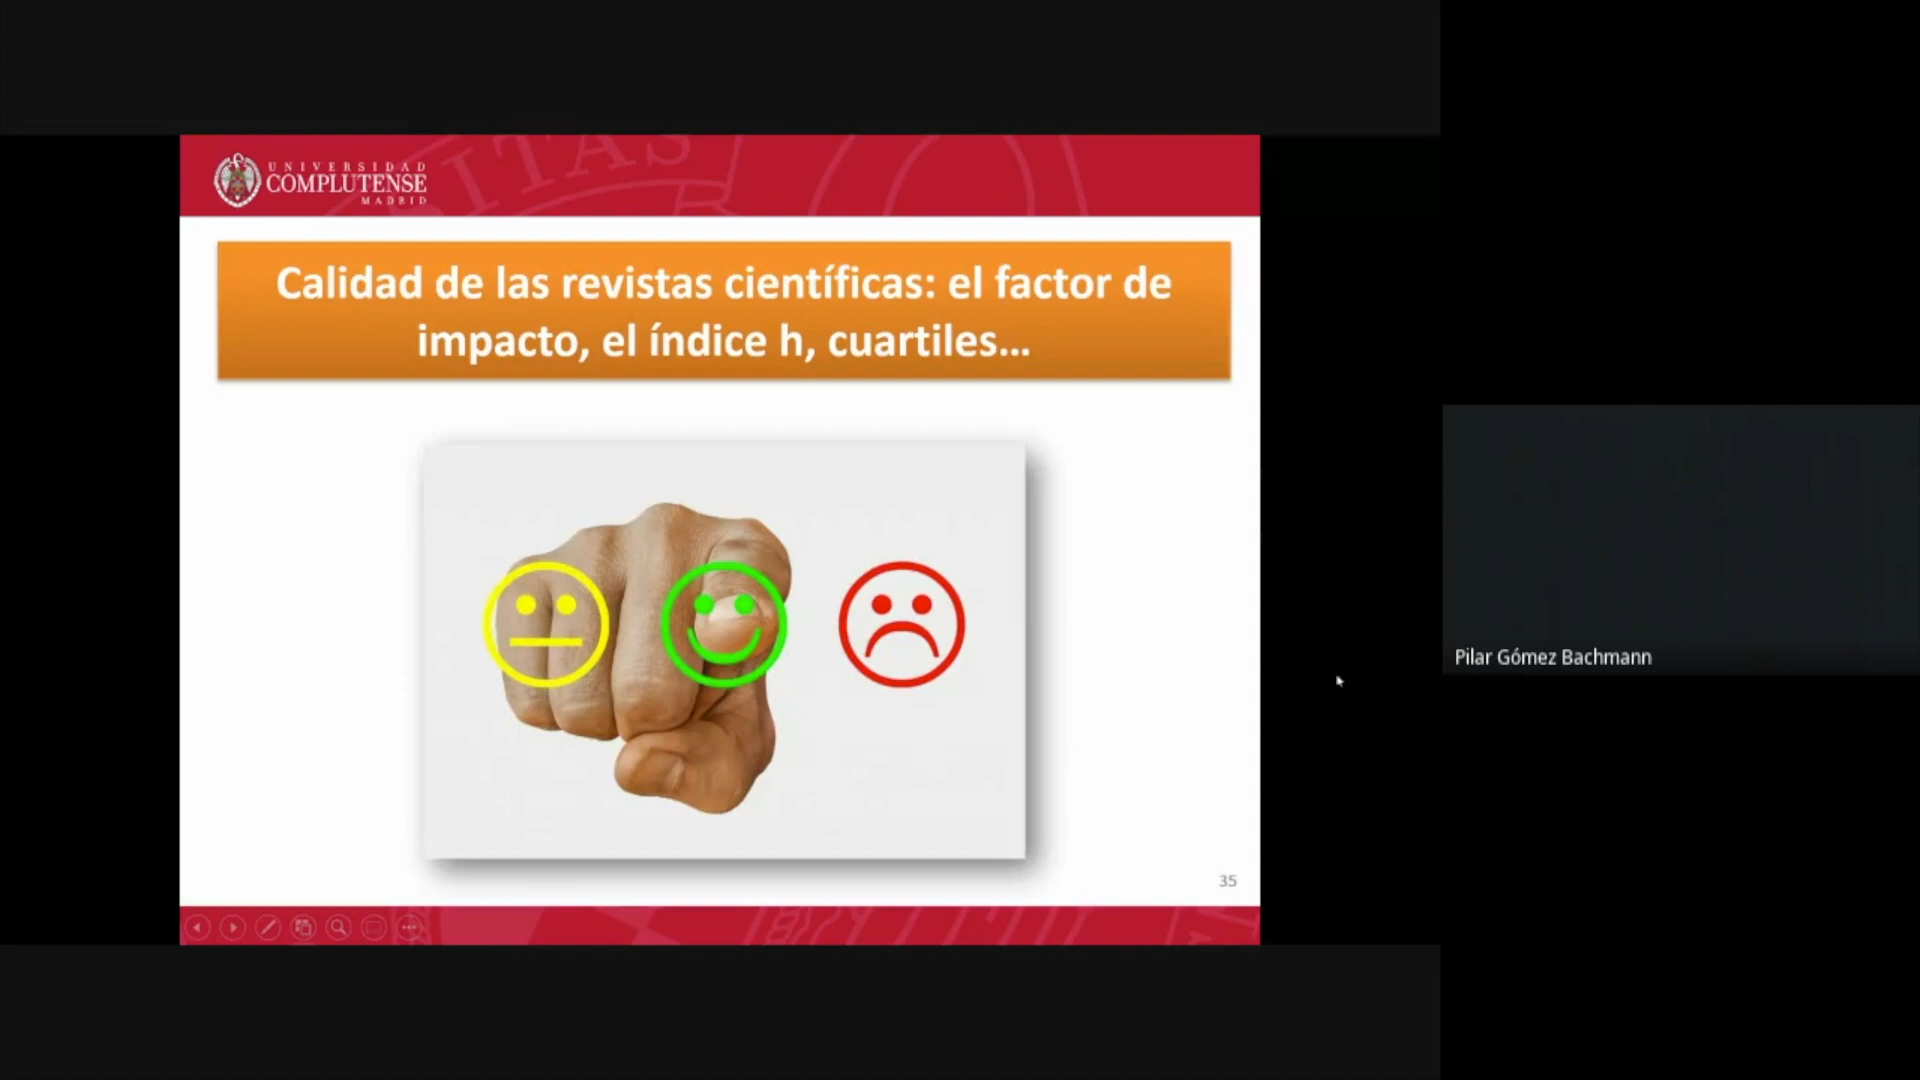 UNIVERSIDAD
COMPLUTENSE
MADRID
Calidad de las revistas científicas: el factor de
impacto, el índice h, cuartiles...
35
Pilar Gómez Bachmann